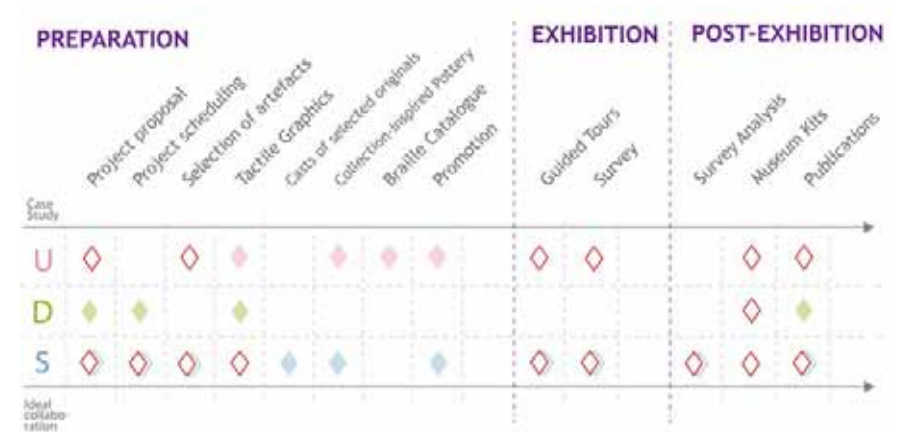 PREPARATION
EXHIBITION
POST-EXHIBITION
Project proposal
Project scheduling
Selection of artefacts
Tactile Graphics
Casts of selected originals
Collection-Inspired Pottery
Braille Catalogue
Promotion
Guided Tours
Survey
Survey Analysis
Museum Kits
Publications
Case
Study
U
D
S
Ideal
collabo-
ration